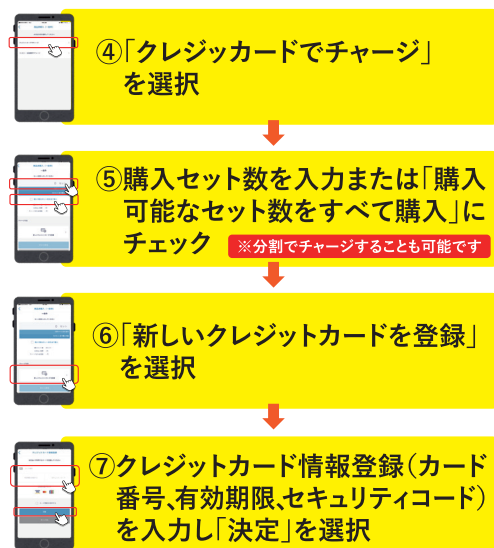 ④「クレジッカードでチャージ」
を選択
⑤購入セット数を入力または「購入
可能なセット数をすべて購入」に
チェック ※分割でチャージすることも可能です
⑥「新しいクレジットカードを登録」
を選択
⑦クレジットカード情報登録(カード
番号、有効期限、セキュリティコード)
を入力し「決定」を選択